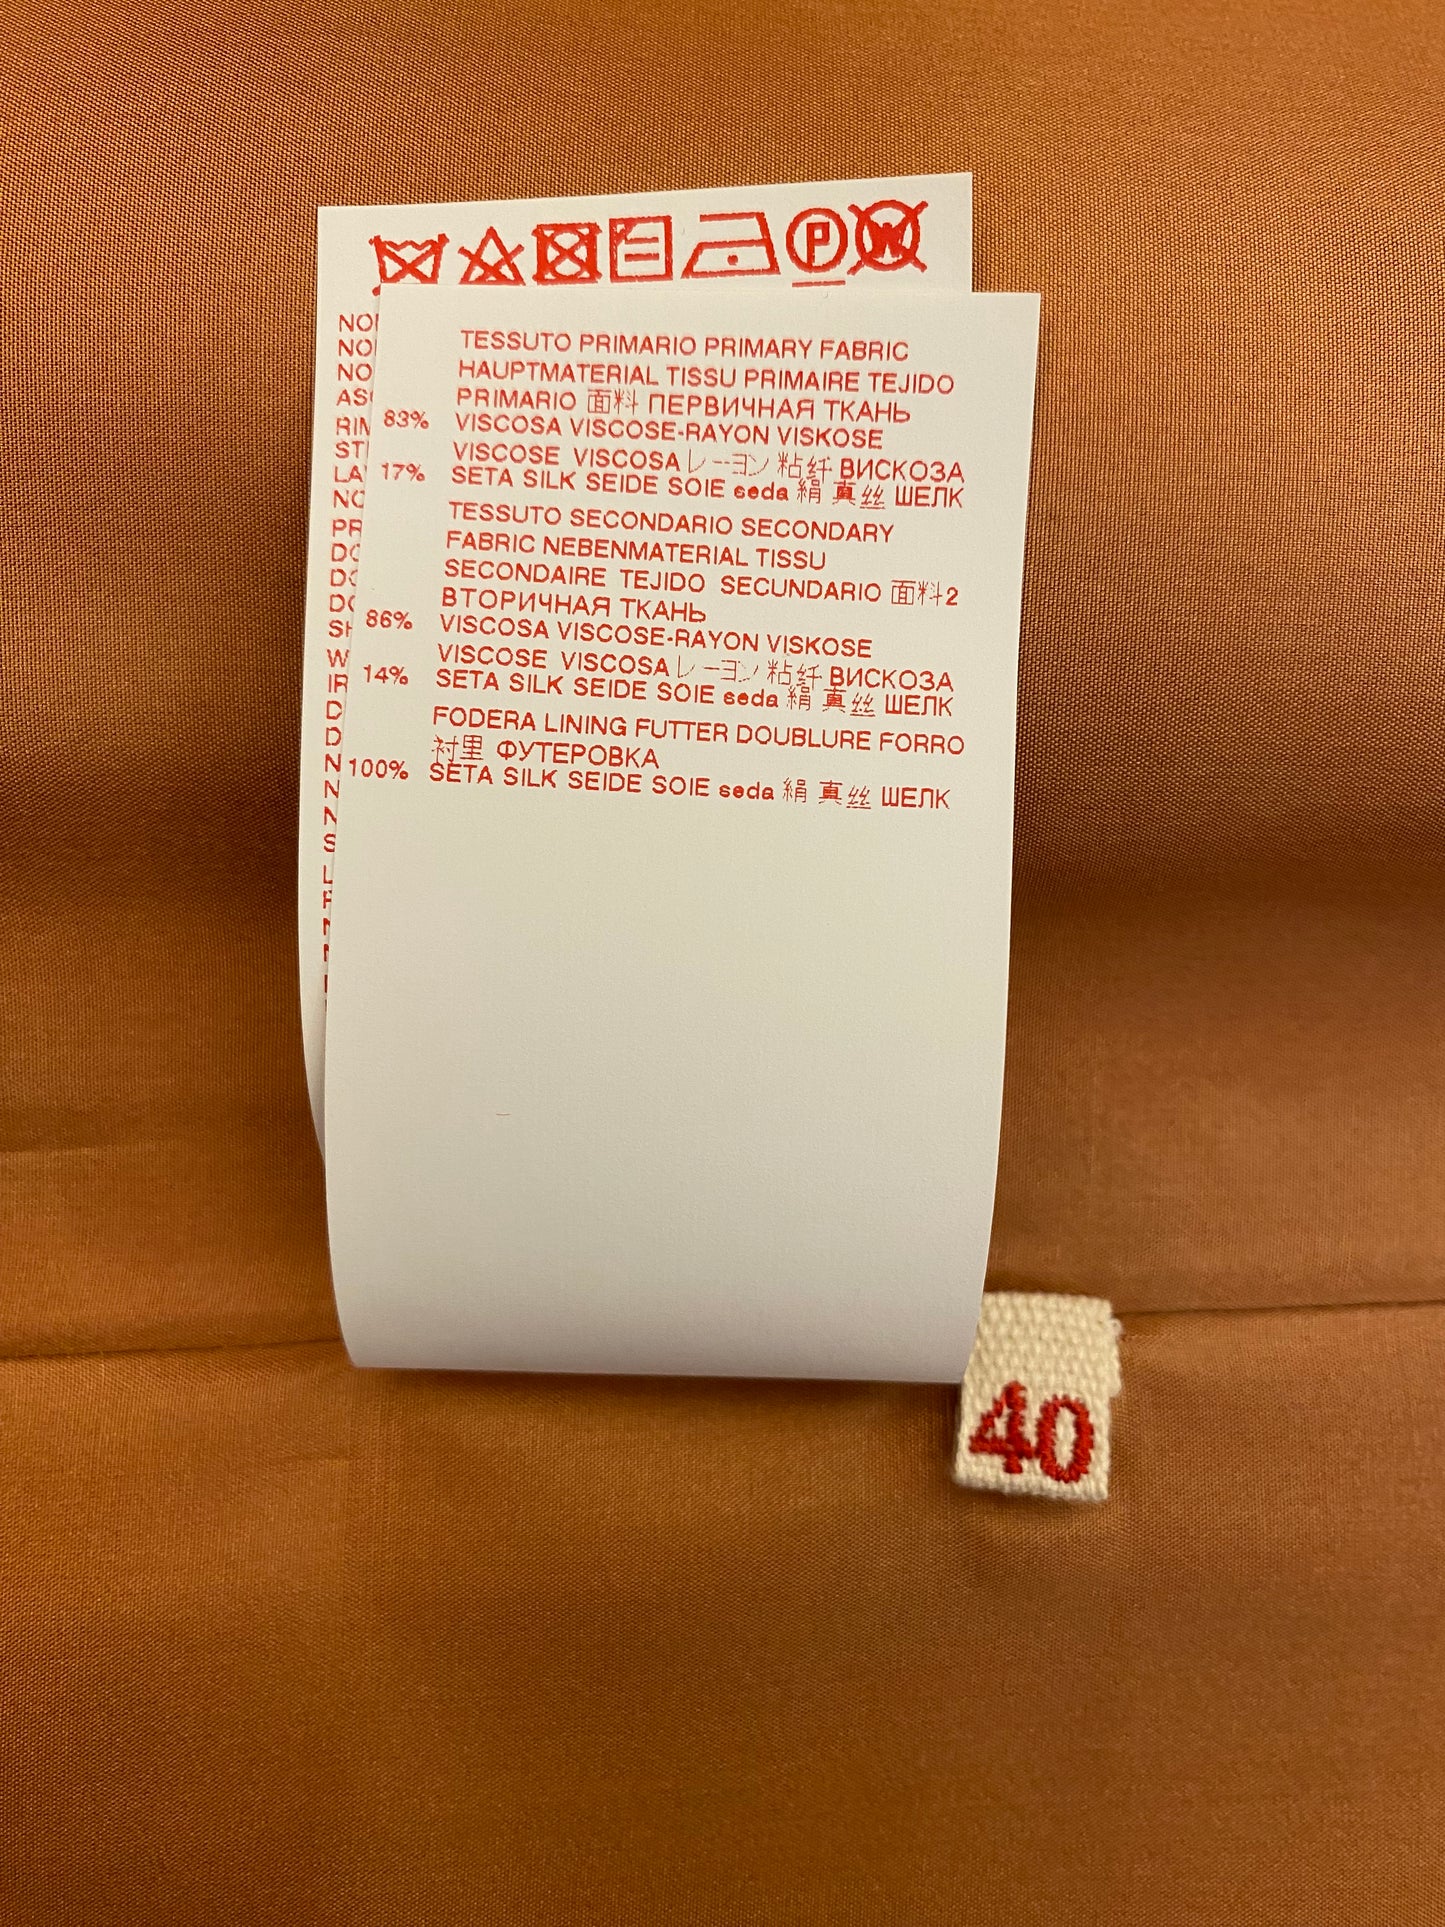 P
W
TESSUTO PRIMARIO PRIMARY FABRIC
HAUPTMATERIAL TISSU PRIMAIRE TEJIDO
PRIMARIO 面料 ПЕРВИЧНАЯ ТКАНЬ
83% VISCOSA VISCOSE-RAYON VISKOSE
VISCOSE VISCOSA レーヨン 粘纤 ВИСКОЗА
17% SETA SILK SEIDE SOIE seda 絹 真丝 ШЕЛК
TESSUTO SECONDARIO SECONDARY
FABRIC NEBENMATERIAL TISSU
SECONDAIRE TEJIDO SECUNDARIO 面料2
ВТОРИЧНАЯ ТКАНЬ
86% VISCOSA VISCOSE-RAYON VISKOSE
VISCOSE VISCOSA レーヨン 粘纤 ВИСКОЗА
14% SETA SILK SEIDE SOIE seda 絹 真丝 ШЕЛК
FODERA LINING FUTTER DOUBLURE FORRO
衬里 ФУТЕРОВКА
100% SETA SILK SEIDE SOIE seda 絹 真丝 ШЕЛК
40